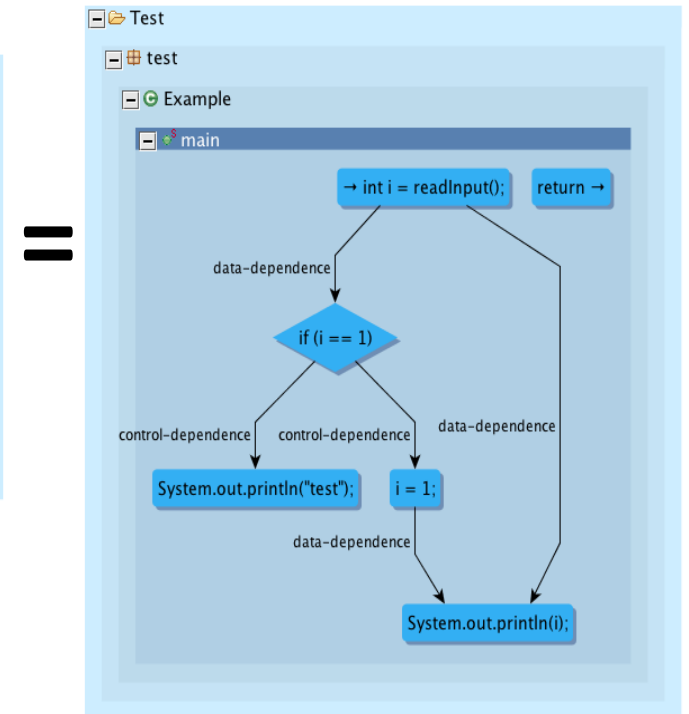 Test
test
Example
main
→ int i = readInput();
return →
data-dependence
if (i == 1)
control-dependence
control-dependence
data-dependence
System.out.println("test");
i = 1;
data-dependence
System.out.println(i);